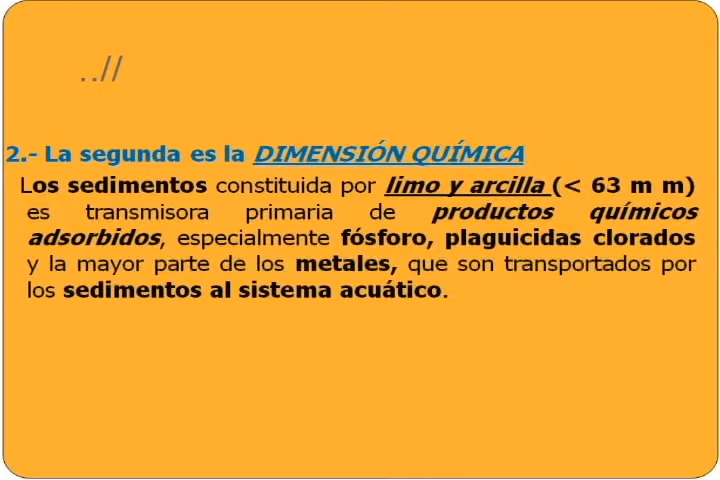 ..//
2.- La segunda es la DIMENSIÓN QUÍMICA
Los sedimentos constituida por limo y arcilla (< 63 m m)
es transmisora primaria de productos químicos
adsorbidos, especialmente fósforo, plaguicidas clorados
y la mayor parte de los metales, que son transportados por
los sedimentos al sistema acuático.